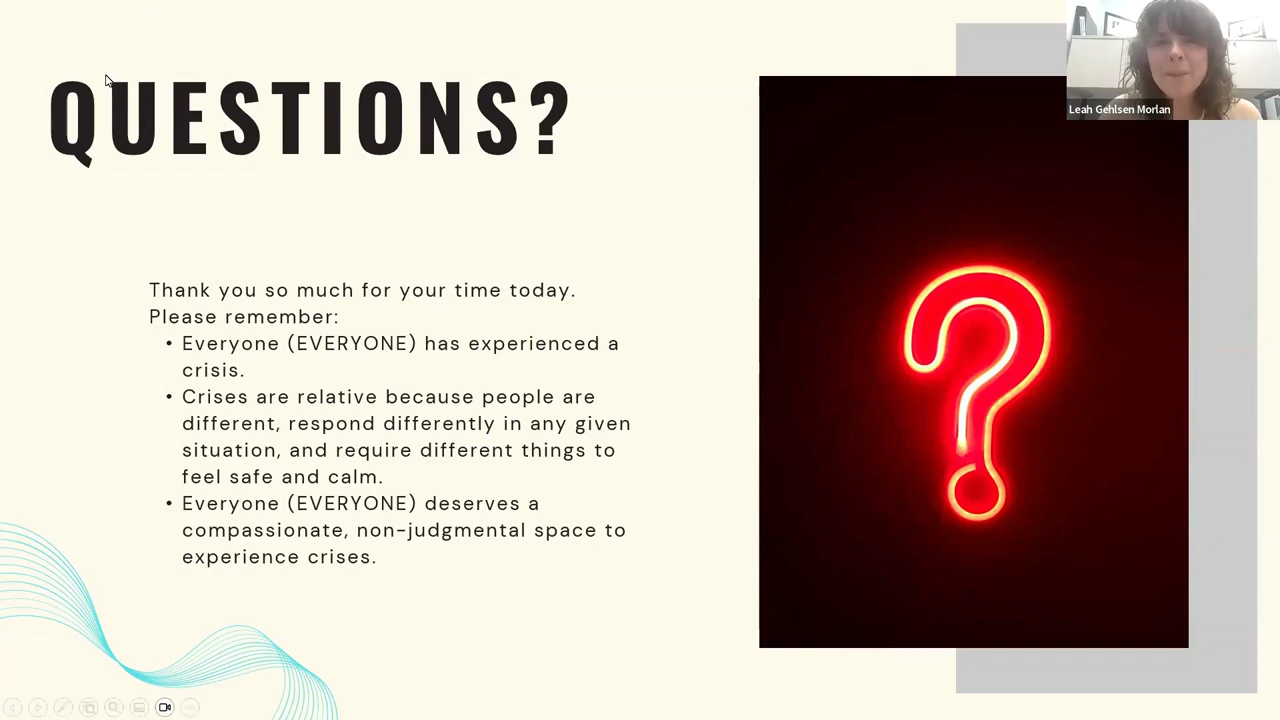 QUESTIONS?
Leah Gehlsen Morlan
Thank you so much for your time today.
Please remember:
• Everyone (EVERYONE) has experienced a
crisis.
• Crises are relative because people are
different, respond differently in any given
situation, and require different things to
feel safe and calm.
• Everyone (EVERYONE) deserves a
compassionate, non-judgmental space to
experience crises.